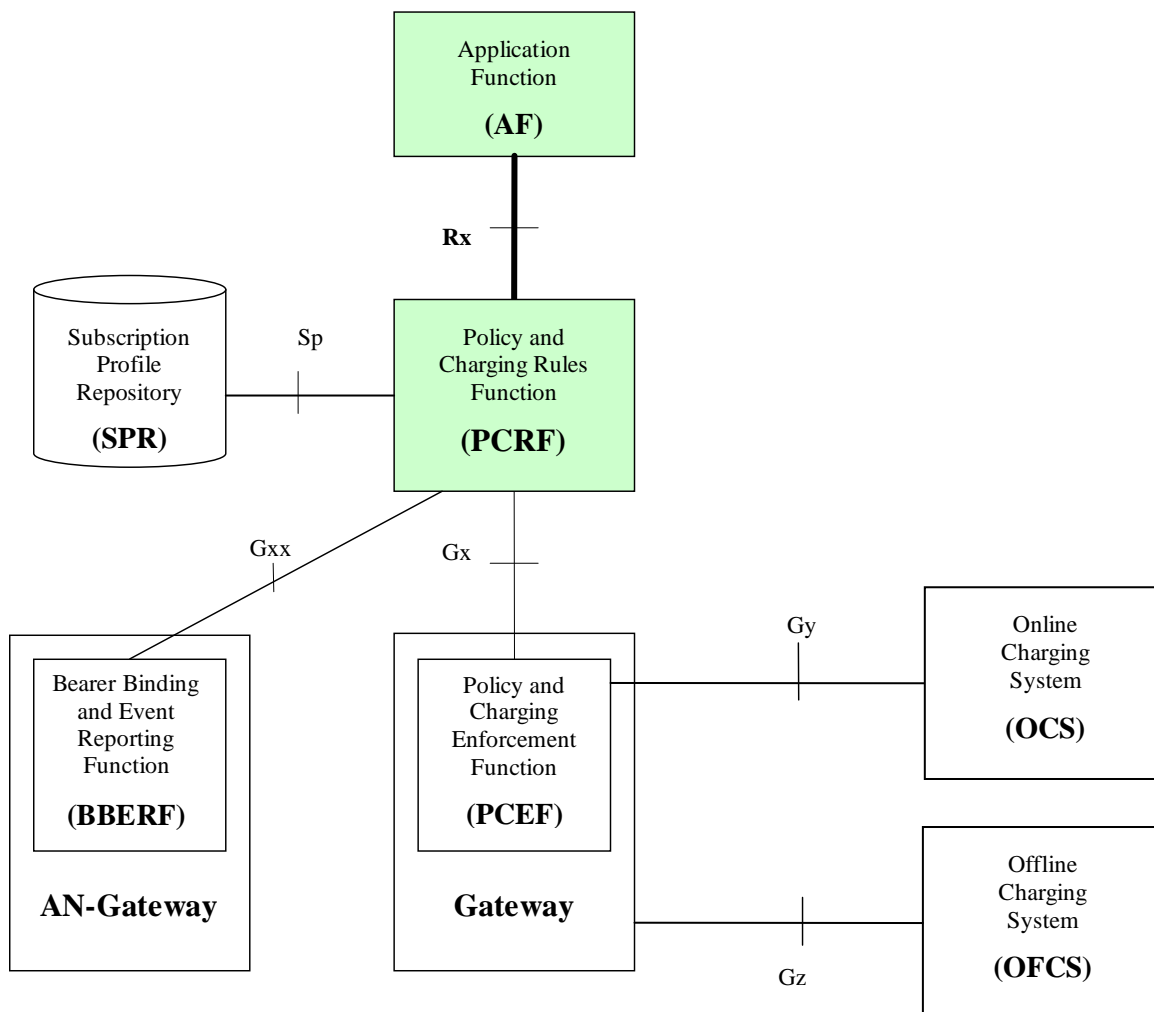 Application
Function
(AF)
Rx
Subscription
Profile
Repository
(SPR)
Sp
Policy and
Charging Rules
Function
(PCRF)
Gxx
Gx
Bearer Binding
and Event
Reporting
Function
(BBERF)
AN-Gateway
Policy and
Charging
Enforcement
Function
(PCEF)
Gateway
Gy
Online
Charging
System
(OCS)
Gz
Offline
Charging
System
(OFCS)